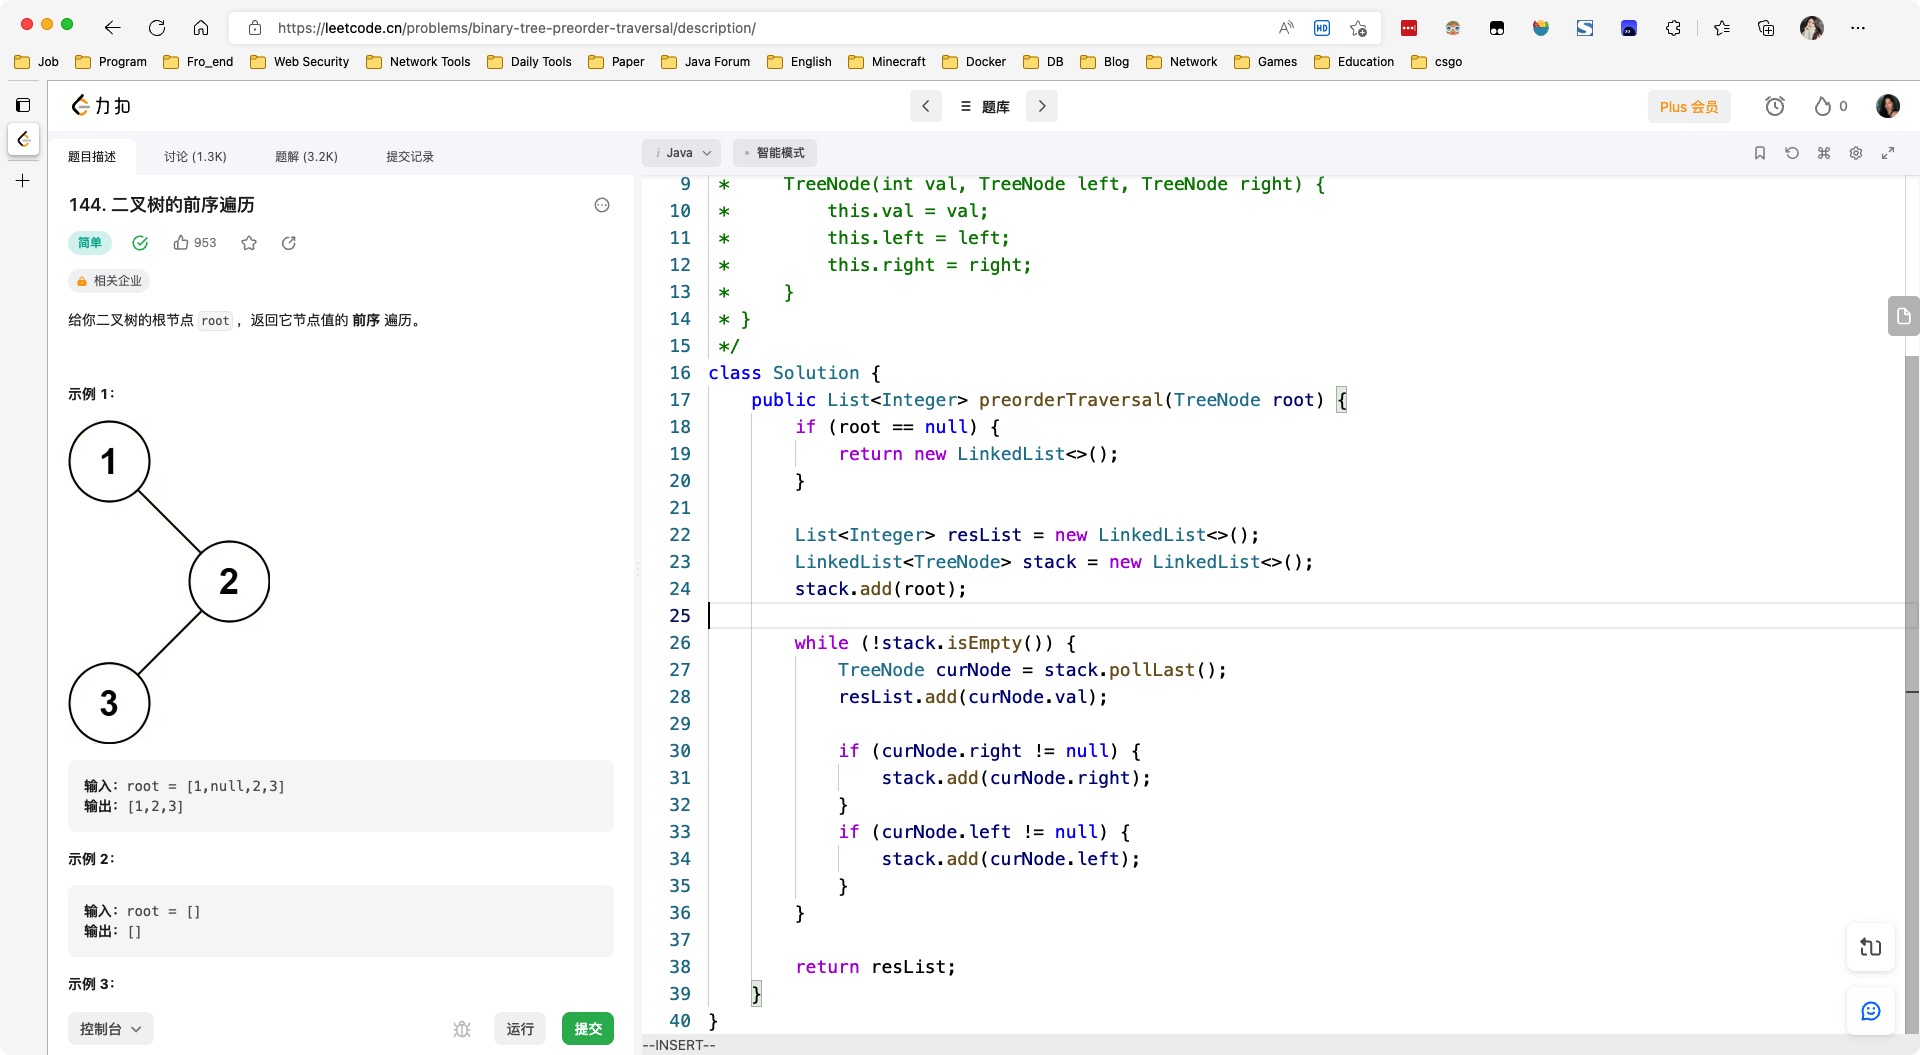 https://leetcode.cn/problems/binary-tree-preorder-traversal/description/
Job Program Fro_end Web Security Network Tools Daily Tools Paper Java Forum English Minecraft Docker DB Blog Network Games Education csgo
力扣
题库
Plus 会员
0
题目描述 讨论 (1.3K) 题解 (3.2K) 提交记录
144. 二叉树的前序遍历
简单 953
相关企业
给你二叉树的根节点 root ，返回它节点值的 前序 遍历。
示例 1：
1
2
3
输入：root = [1,null,2,3]
输出：[1,2,3]
示例 2：
输入：root = []
输出：[]
示例 3：
控制台 运行 提交
i Java 智能模式
9 *     TreeNode(int val, TreeNode left, TreeNode right) {
10 *         this.val = val;
11 *         this.left = left;
12 *         this.right = right;
13 *     }
14 * }
15 */
16 class Solution {
17     public List<Integer> preorderTraversal(TreeNode root) {
18         if (root == null) {
19             return new LinkedList<>();
20         }
21
22         List<Integer> resList = new LinkedList<>();
23         LinkedList<TreeNode> stack = new LinkedList<>();
24         stack.add(root);
25
26         while (!stack.isEmpty()) {
27             TreeNode curNode = stack.pollLast();
28             resList.add(curNode.val);
29
30             if (curNode.right != null) {
31                 stack.add(curNode.right);
32             }
33             if (curNode.left != null) {
34                 stack.add(curNode.left);
35             }
36         }
37
38         return resList;
39     }
40 }
--INSERT--